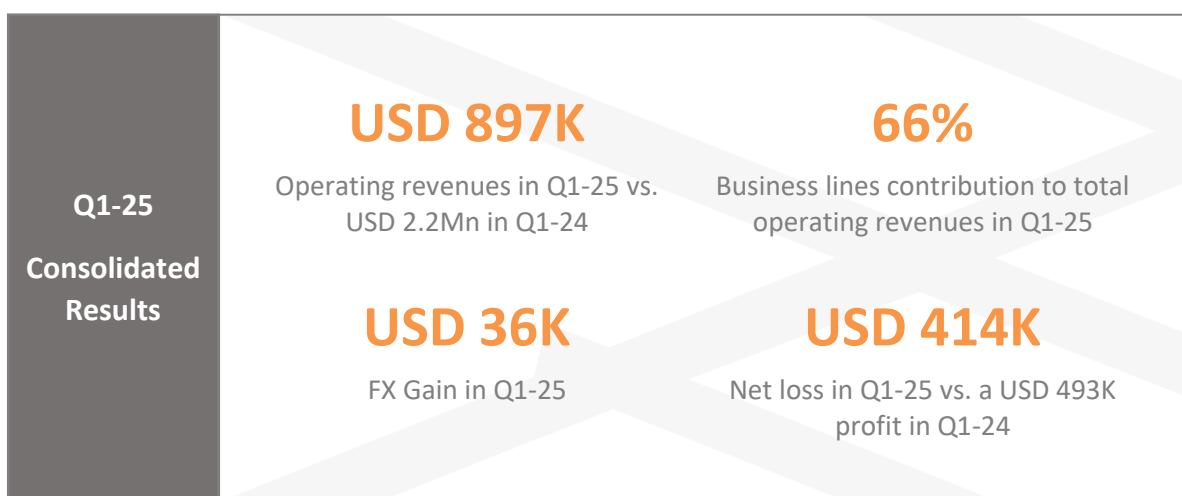 Q1-25
Consolidated
Results
USD 897K
Operating revenues in Q1-25 vs.
USD 2.2Mn in Q1-24
66%
Business lines contribution to total
operating revenues in Q1-25
USD 36K
FX Gain in Q1-25
USD 414K
Net loss in Q1-25 vs. a USD 493K
profit in Q1-24